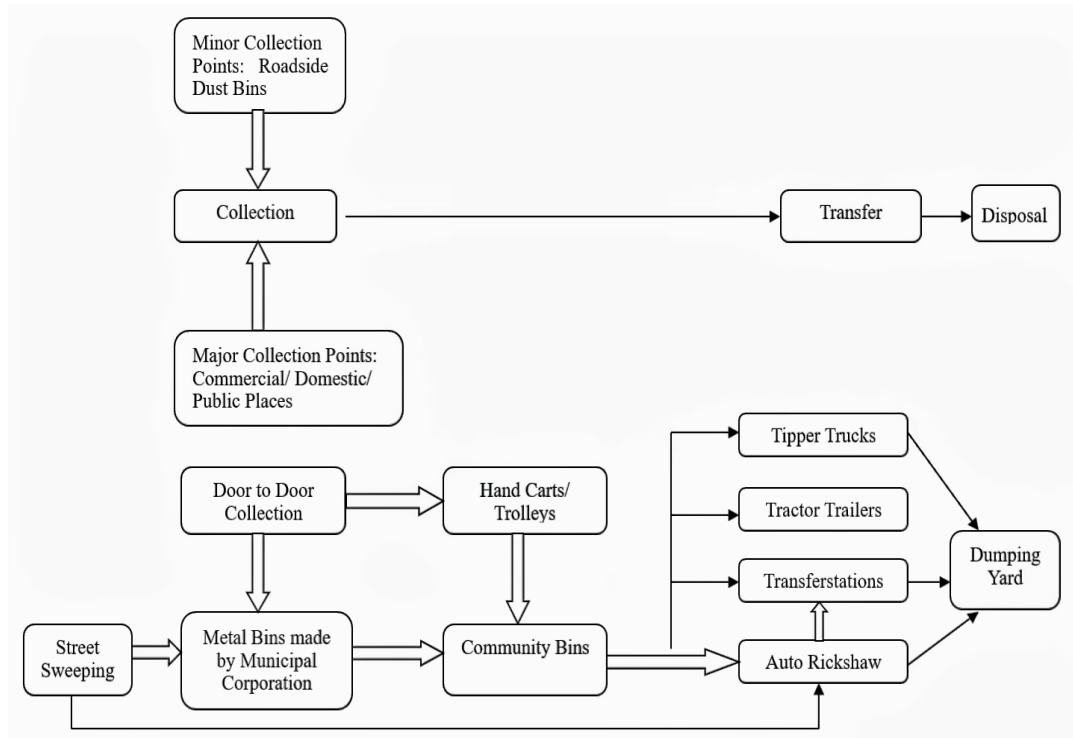 Minor Collection
Points: Roadside
Dust Bins
Collection
Transfer
Disposal
Major Collection Points:
Commercial/ Domestic/
Public Places
Tipper Trucks
Door to Door
Collection
Hand Carts/
Trolleys
Tractor Trailers
Dumping
Yard
Transferstations
Street
Sweeping
Metal Bins made
by Municipal
Corporation
Community Bins
Auto Rickshaw